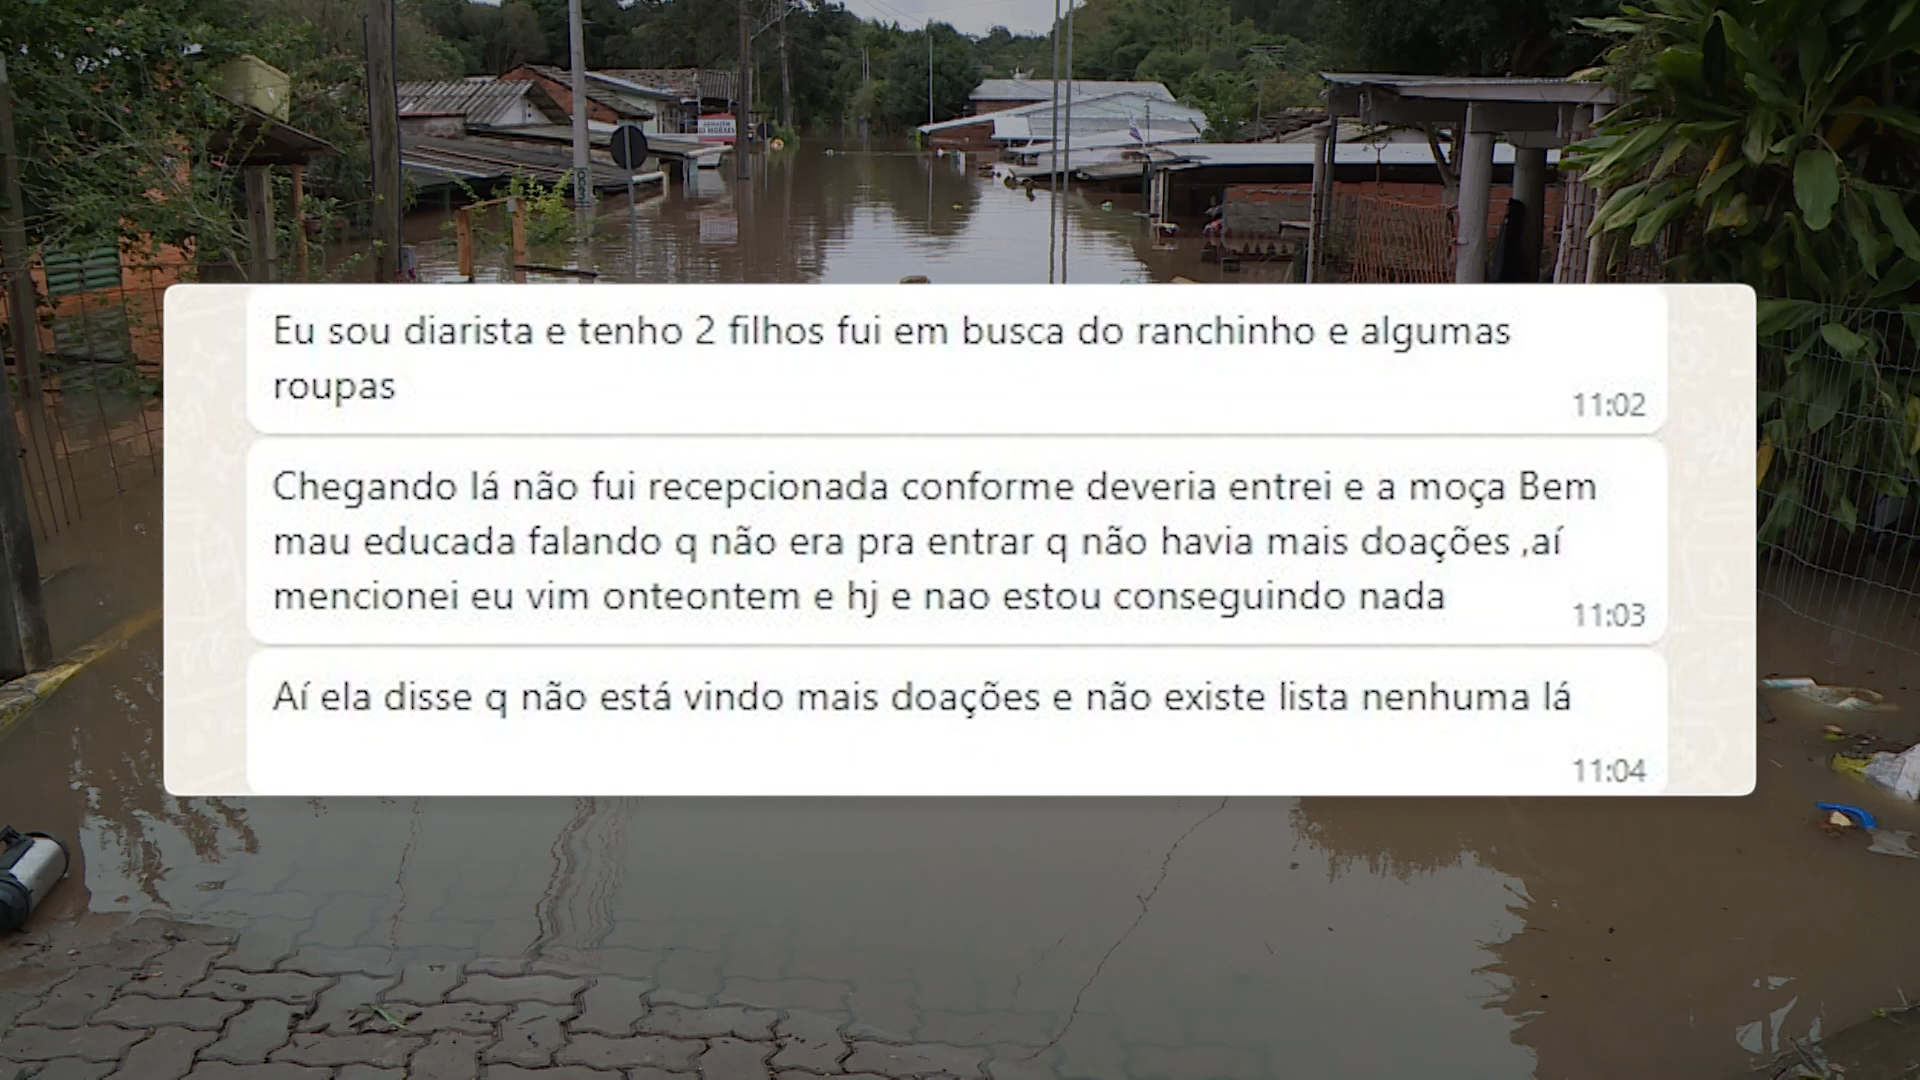 Eu sou diarista e tenho 2 filhos fui em busca do ranchinho e algumas
roupas
11:02
Chegando lá não fui recepcionada conforme deveria entrei e a moça Bem
mau educada falando q não era pra entrar q não havia mais doações ,aí
mencionei eu vim onteontem e hj e nao estou conseguindo nada
11:03
Aí ela disse q não está vindo mais doações e não existe lista nenhuma lá
11:04